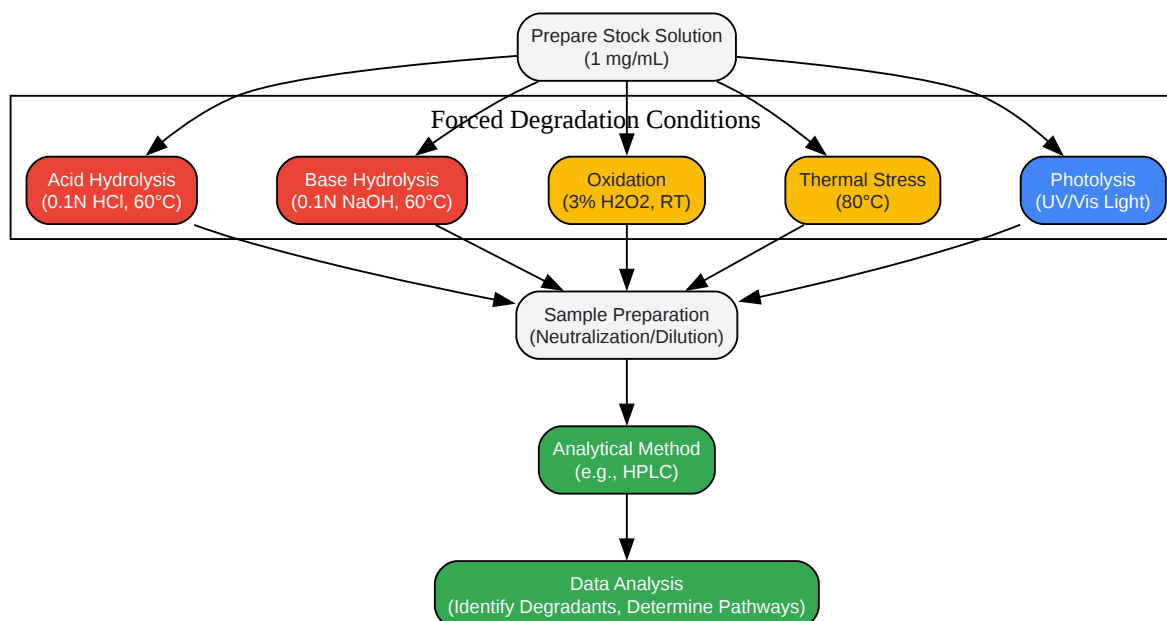 Prepare Stock Solution
(1 mg/mL)
Forced Degradation Conditions
Acid Hydrolysis
(0.1N HCl, 60°C)
Base Hydrolysis
(0.1N NaOH, 60°C)
Oxidation
(3% H2O2, RT)
Thermal Stress
(80°C)
Photolysis
(UV/Vis Light)
Sample Preparation
(Neutralization/Dilution)
Analytical Method
(e.g., HPLC)
Data Analysis
(Identify Degradants, Determine Pathways)